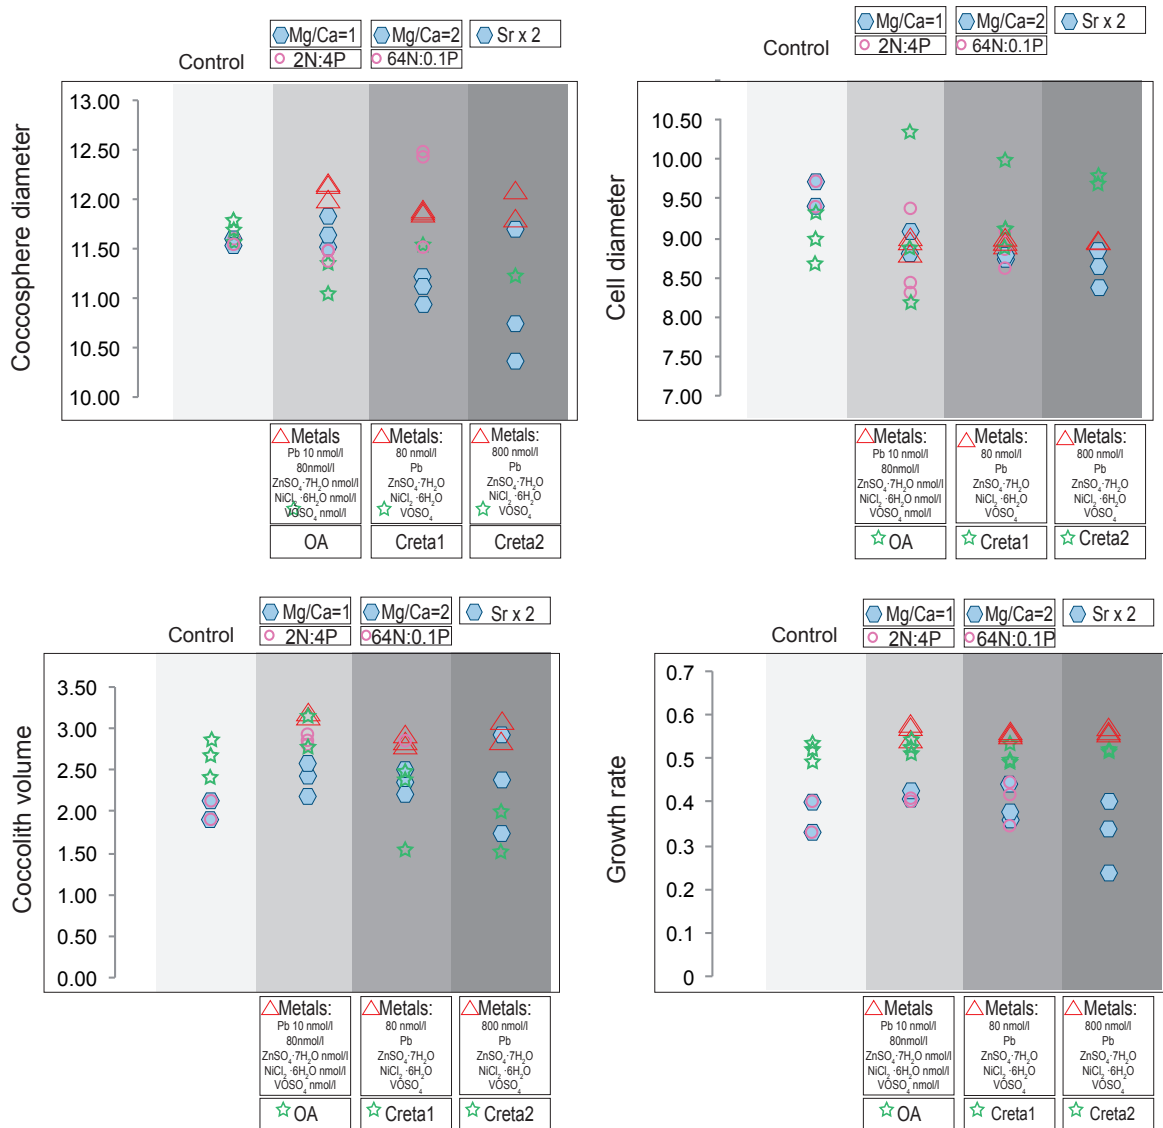 Mg/Ca=1 Mg/Ca=2 Sr x 2
Control 2N:4P 64N:0.1P
Coccosphere diameter
13.00
12.50
12.00
11.50
11.00
10.50
10.00
Metals
Pb 10 nmol/l
80nmol/l
ZnSO4·7H2O nmol/l
NiCl2 ·6H2O nmol/l
VOSO4 nmol/l
OA
Metals:
80 nmol/l
Pb
ZnSO4·7H2O
NiCl2 ·6H2O
VOSO4
Creta1
Metals:
800 nmol/l
Pb
ZnSO4·7H2O
NiCl2 ·6H2O
VOSO4
Creta2
Mg/Ca=1 Mg/Ca=2 Sr x 2
Control 2N:4P 64N:0.1P
Cell diameter
10.50
10.00
9.50
9.00
8.50
8.00
7.50
7.00
Metals
Pb 10 nmol/l
80nmol/l
ZnSO4·7H2O nmol/l
NiCl2 ·6H2O nmol/l
VOSO4 nmol/l
OA
Metals:
80 nmol/l
Pb
ZnSO4·7H2O
NiCl2 ·6H2O
VOSO4
Creta1
Metals:
800 nmol/l
Pb
ZnSO4·7H2O
NiCl2 ·6H2O
VOSO4
Creta2
Mg/Ca=1 Mg/Ca=2 Sr x 2
Control 2N:4P 64N:0.1P
Coccolith volume
3.50
3.00
2.50
2.00
1.50
1.00
0.50
0.00
Metals:
Pb 10 nmol/l
80nmol/l
ZnSO4·7H2O nmol/l
NiCl2 ·6H2O nmol/l
VOSO4 nmol/l
OA
Metals:
80 nmol/l
Pb
ZnSO4·7H2O
NiCl2 ·6H2O
VOSO4
Creta1
Metals:
800 nmol/l
Pb
ZnSO4·7H2O
NiCl2 ·6H2O
VOSO4
Creta2
Mg/Ca=1 Mg/Ca=2 Sr x 2
Control 2N:4P 64N:0.1P
Growth rate
0.7
0.6
0.5
0.4
0.3
0.2
0.1
0
Metals
Pb 10 nmol/l
80nmol/l
ZnSO4·7H2O nmol/l
NiCl2 ·6H2O nmol/l
VOSO4 nmol/l
OA
Metals:
80 nmol/l
Pb
ZnSO4·7H2O
NiCl2 ·6H2O
VOSO4
Creta1
Metals:
800 nmol/l
Pb
ZnSO4·7H2O
NiCl2 ·6H2O
VOSO4
Creta2